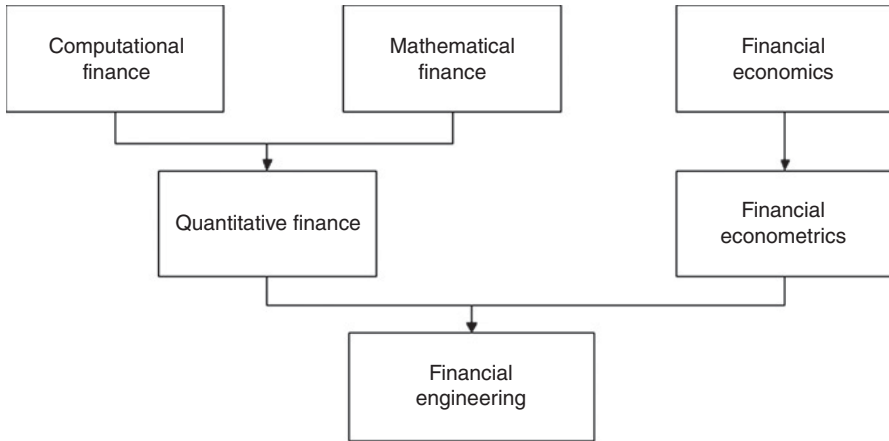 Computational
finance
Mathematical
finance
Financial
economics
Quantitative finance
Financial
econometrics
Financial
engineering